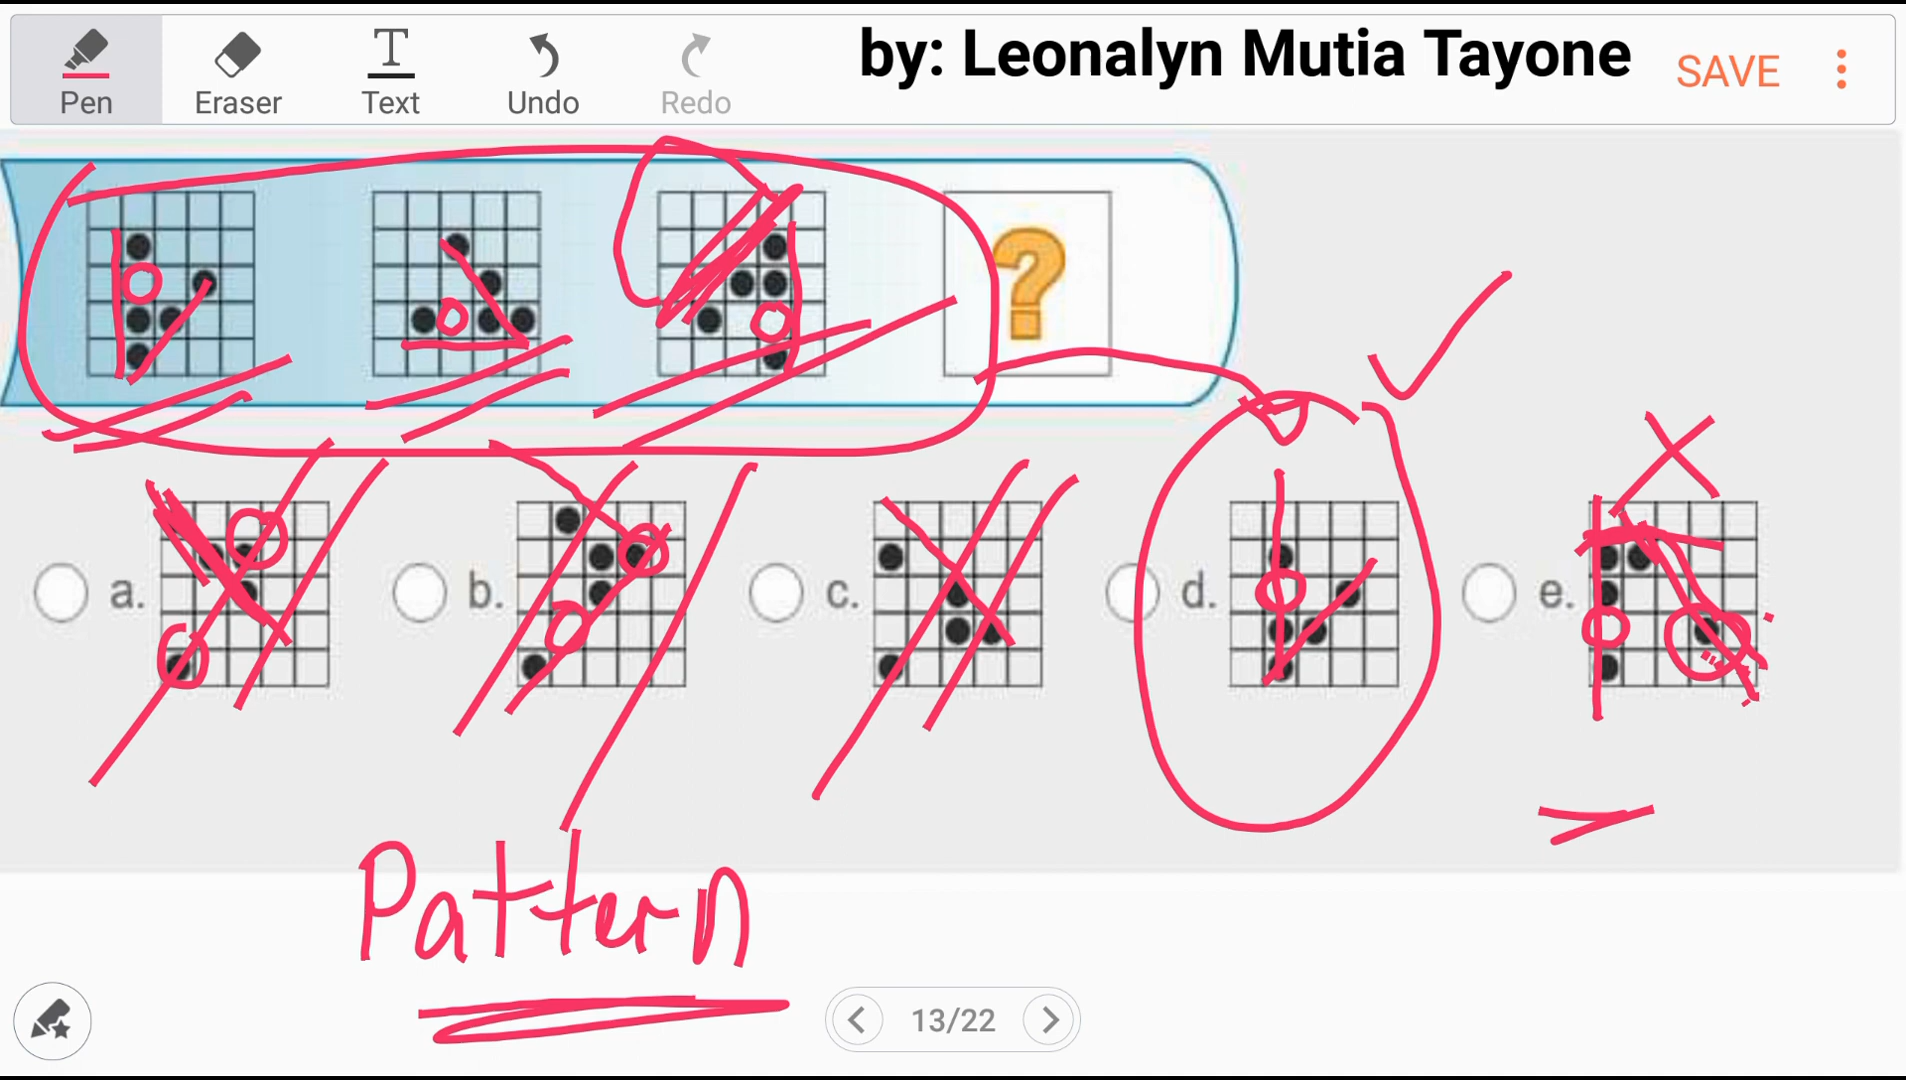 by: Leonalyn Mutia Tayone
Pen Eraser Text Undo Redo SAVE
?
a. b. c. d. e.
Pattern
13/22